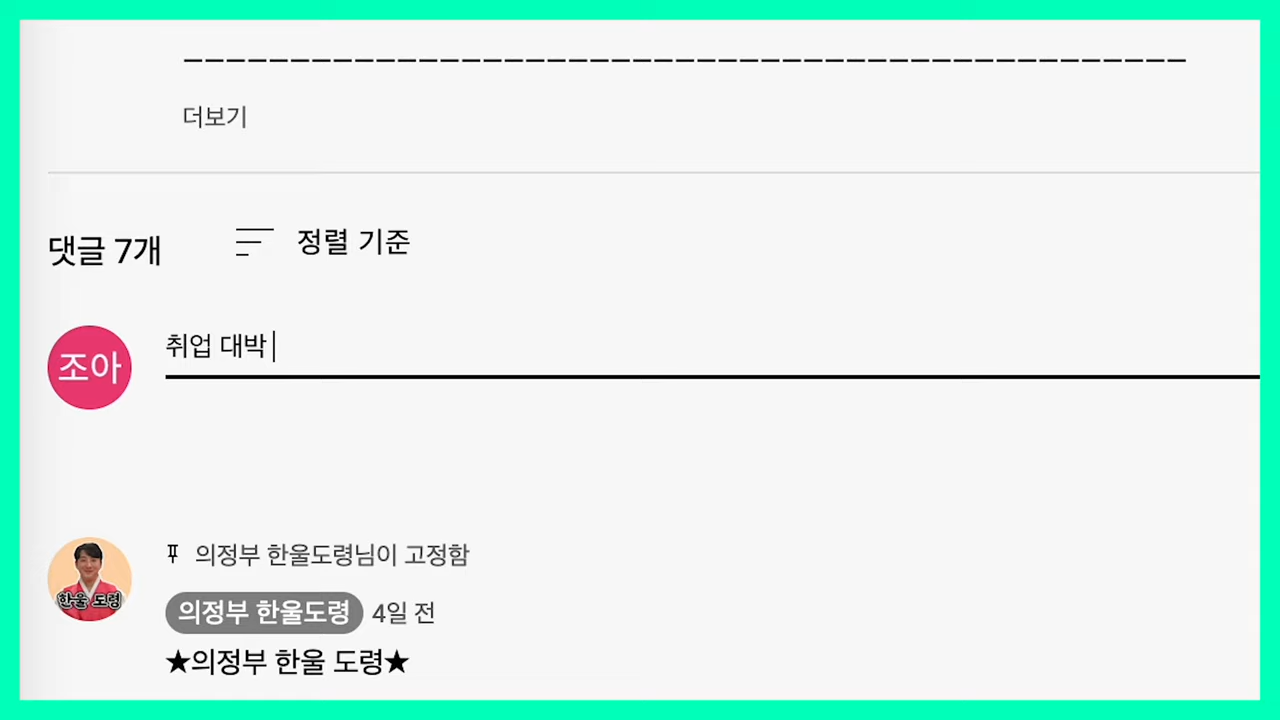 더보기
댓글 7개
정렬 기준
조아
취업 대박
의정부 한울도령님이 고정함
한울 도령
의정부 한울도령 4일 전
★의정부 한울 도령★